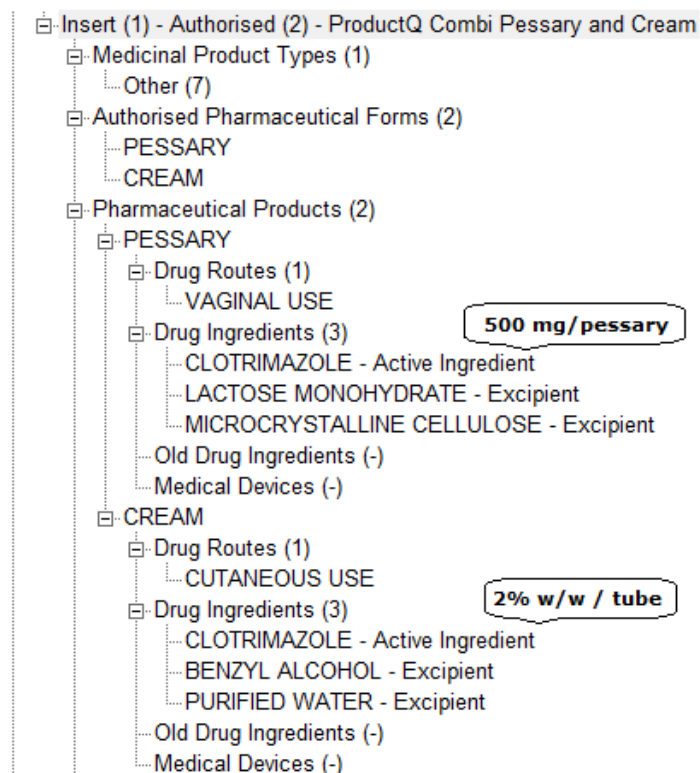 Insert (1) - Authorised (2) - ProductQ Combi Pessary and Cream
Medicinal Product Types (1)
Other (7)
Authorised Pharmaceutical Forms (2)
PESSARY
CREAM
Pharmaceutical Products (2)
PESSARY
Drug Routes (1)
VAGINAL USE
Drug Ingredients (3)
500 mg/pessary
CLOTRIMAZOLE - Active Ingredient
LACTOSE MONOHYDRATE - Excipient
MICROCRYSTALLINE CELLULOSE - Excipient
Old Drug Ingredients (-)
Medical Devices (-)
CREAM
Drug Routes (1)
CUTANEOUS USE
Drug Ingredients (3)
2% w/w / tube
CLOTRIMAZOLE - Active Ingredient
BENZYL ALCOHOL - Excipient
PURIFIED WATER - Excipient
Old Drug Ingredients (-)
Medical Devices (-)